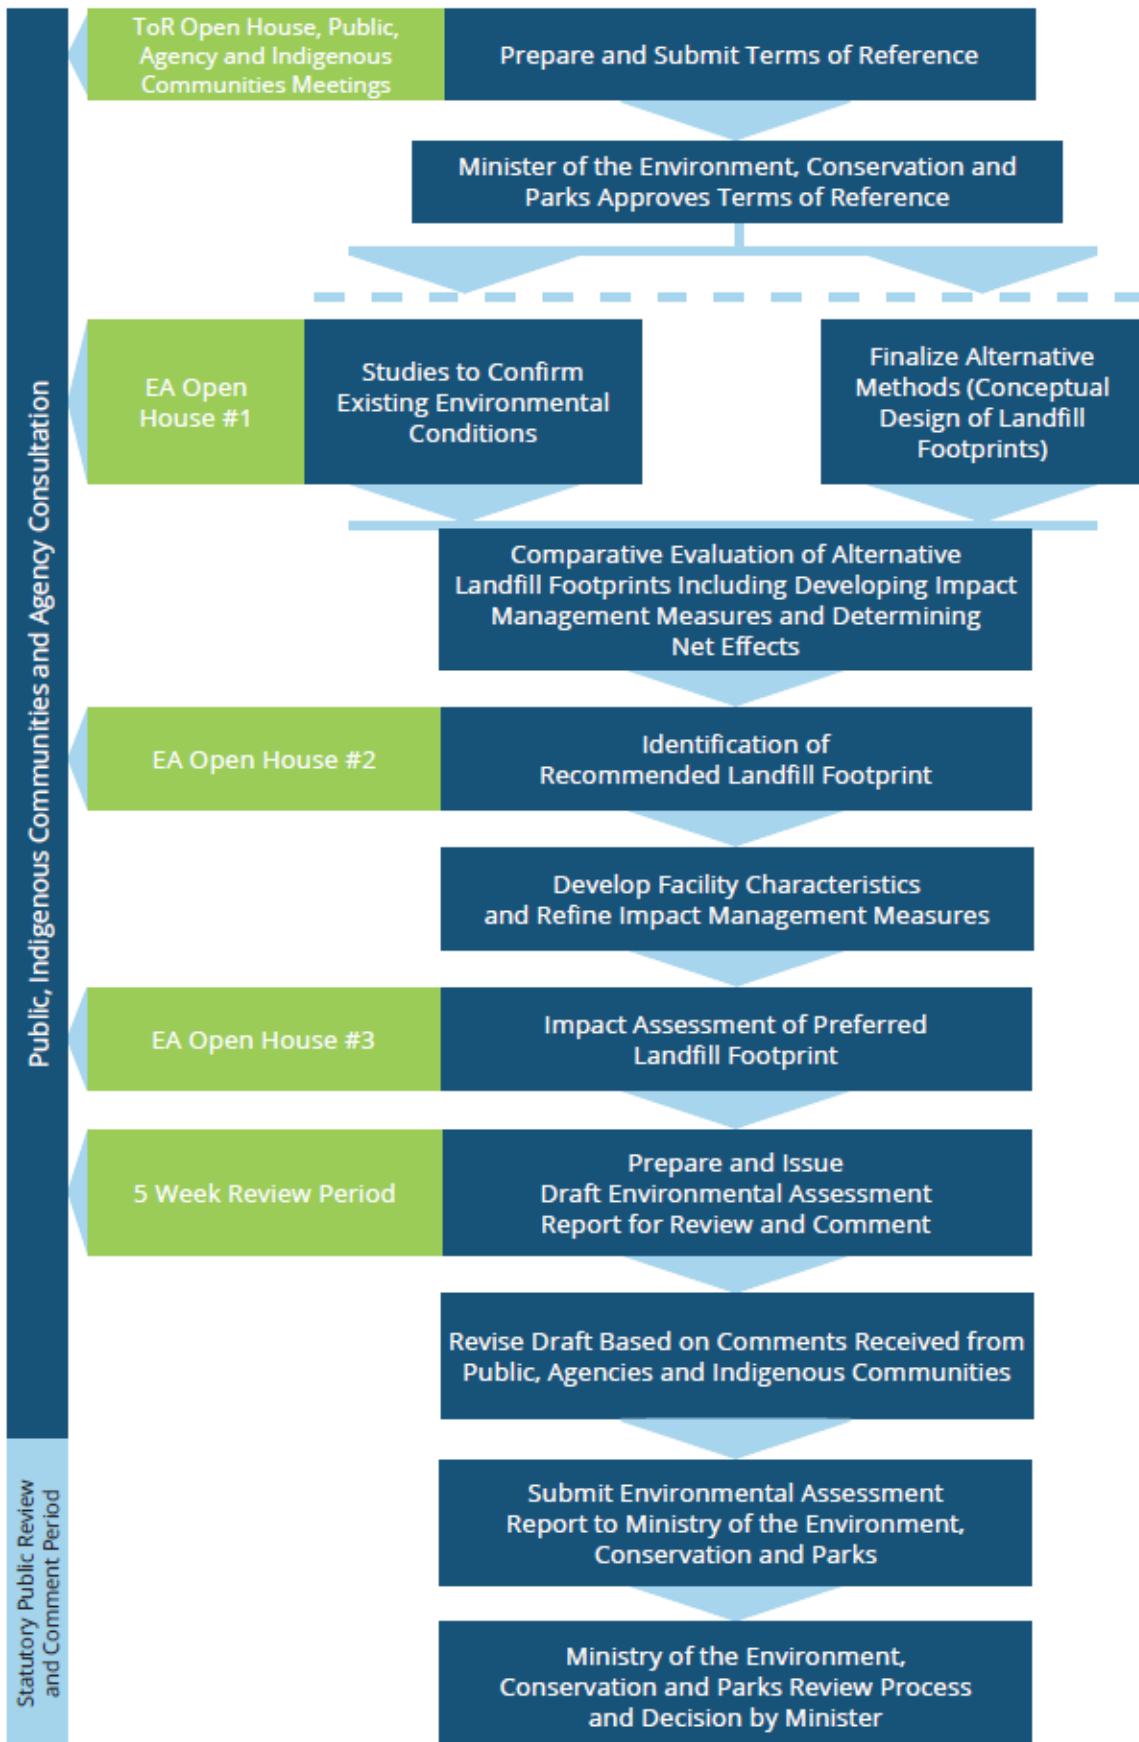 ToR Open House, Public,
Agency and Indigenous
Communities Meetings
Prepare and Submit Terms of Reference
Minister of the Environment, Conservation and
Parks Approves Terms of Reference
EA Open
House #1
Studies to Confirm
Existing Environmental
Conditions
Finalize Alternative
Methods (Conceptual
Design of Landfill
Footprints)
Comparative Evaluation of Alternative
Landfill Footprints Including Developing Impact
Management Measures and Determining
Net Effects
EA Open House #2
Identification of
Recommended Landfill Footprint
Develop Facility Characteristics
and Refine Impact Management Measures
EA Open House #3
Impact Assessment of Preferred
Landfill Footprint
5 Week Review Period
Prepare and Issue
Draft Environmental Assessment
Report for Review and Comment
Revise Draft Based on Comments Received from
Public, Agencies and Indigenous Communities
Submit Environmental Assessment
Report to Ministry of the Environment,
Conservation and Parks
Ministry of the Environment,
Conservation and Parks Review Process
and Decision by Minister
Public, Indigenous Communities and Agency Consultation
Statutory Public Review
and Comment Period